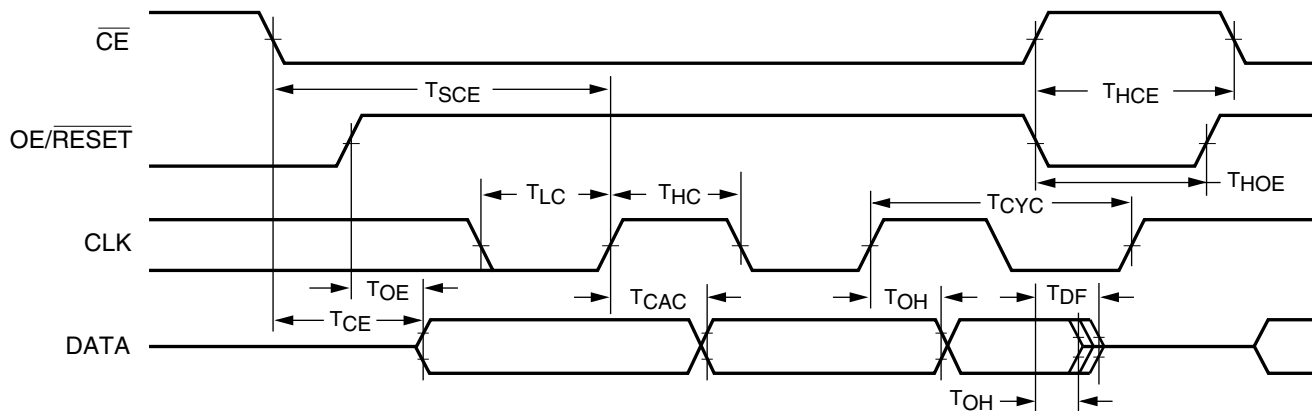 CE
TSCE
THCE
OE/RESET
TLC
THC
TCYC
THOE
CLK
TOE
TCAC
TOH
TDF
TCE
DATA
TOH